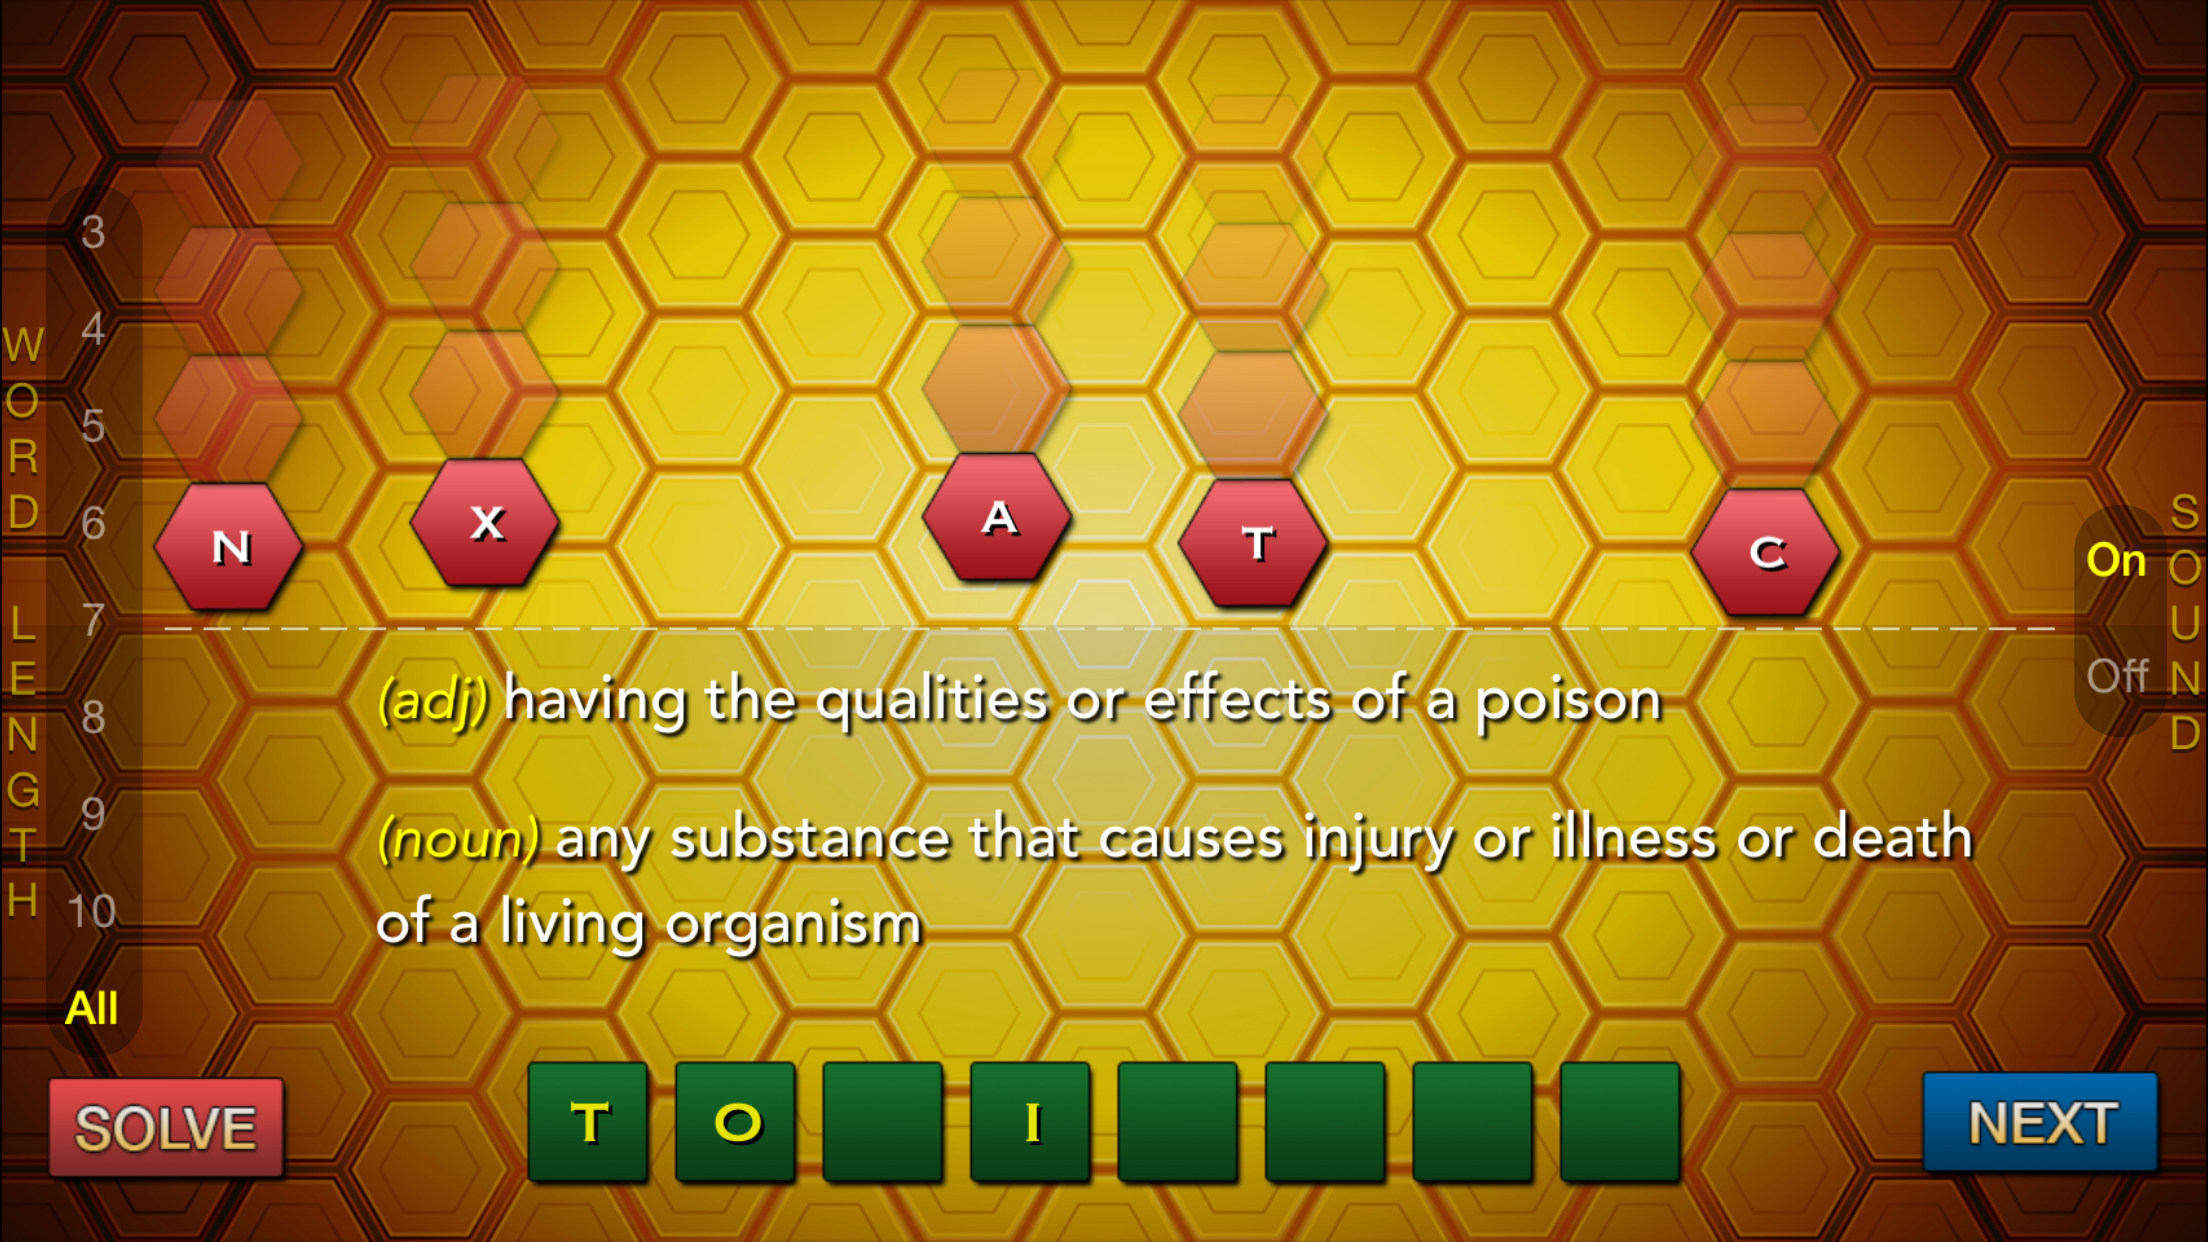 WORD LENGTH
3
4
5
6
7
8
9
10
All
N X A T C
SOUND
On
Off
(adj) having the qualities or effects of a poison
(noun) any substance that causes injury or illness or death
of a living organism
SOLVE
T O I
NEXT